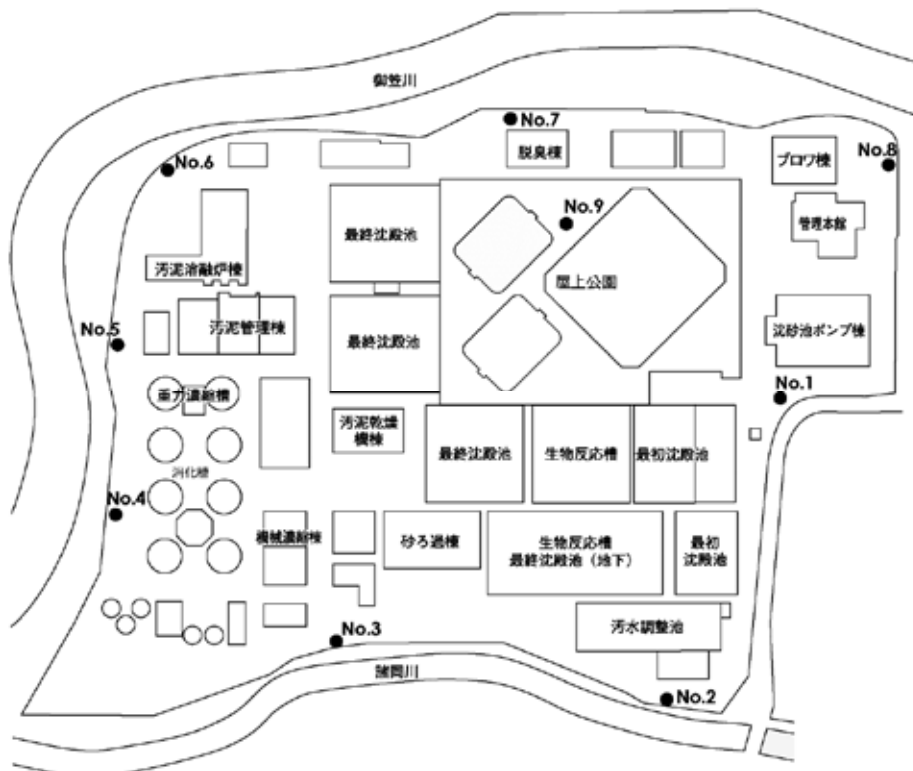 御笠川
No.7
脱臭棟
No.6
No.8
ブロワ棟
No.9
管理本館
最終沈殿池
汚泥溶融炉棟
屋上公園
汚泥管理棟
No.5
最終沈殿池
沈砂池ポンプ棟
重力濃縮槽
No.1
汚泥乾燥
機棟
最終沈殿池
生物反応槽
最初沈殿池
消化槽
No.4
機械濃縮棟
砂ろ過棟
生物反応槽
最終沈殿池（地下）
最初
沈殿池
No.3
汚水調整池
諸岡川
No.2